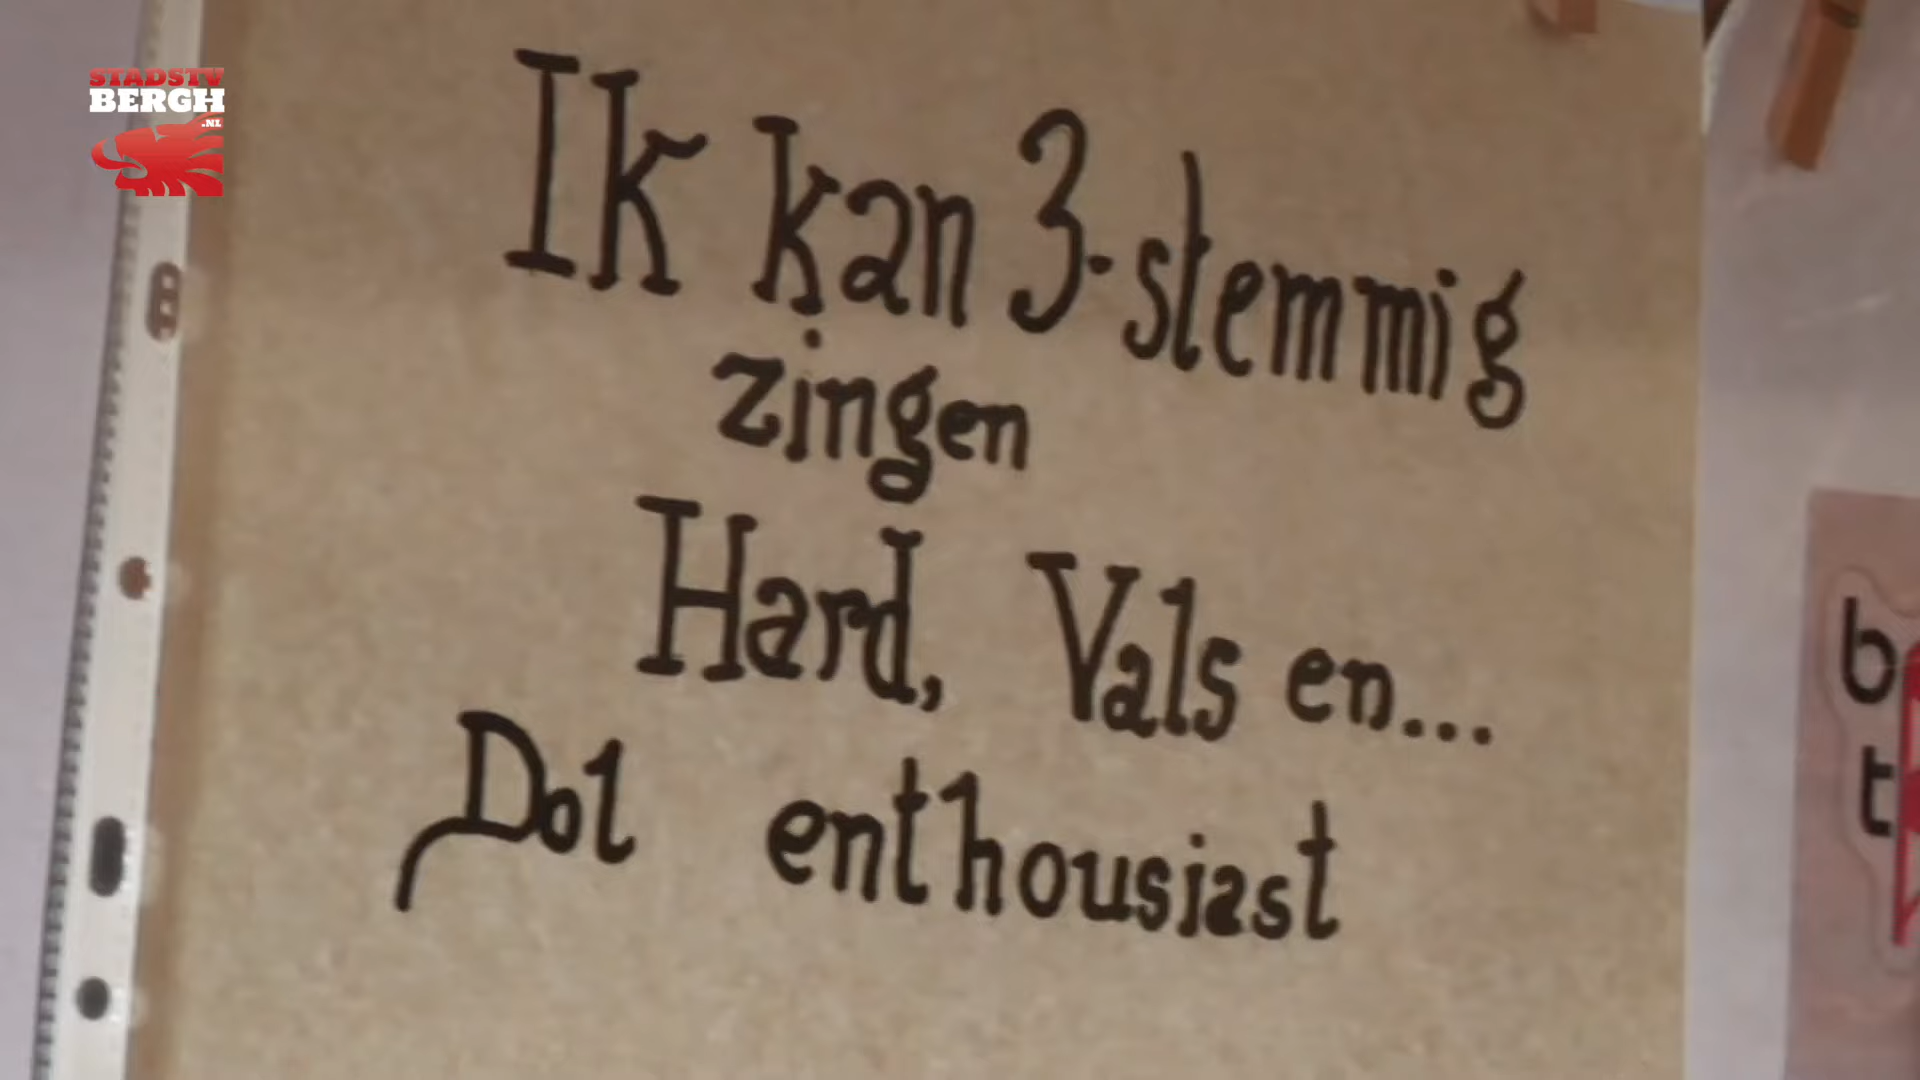 STADSTV
BERGH
.NL
Ik kan 3-stemmig
zingen
Hard, Vals en...
Dol enthousiast
b
t